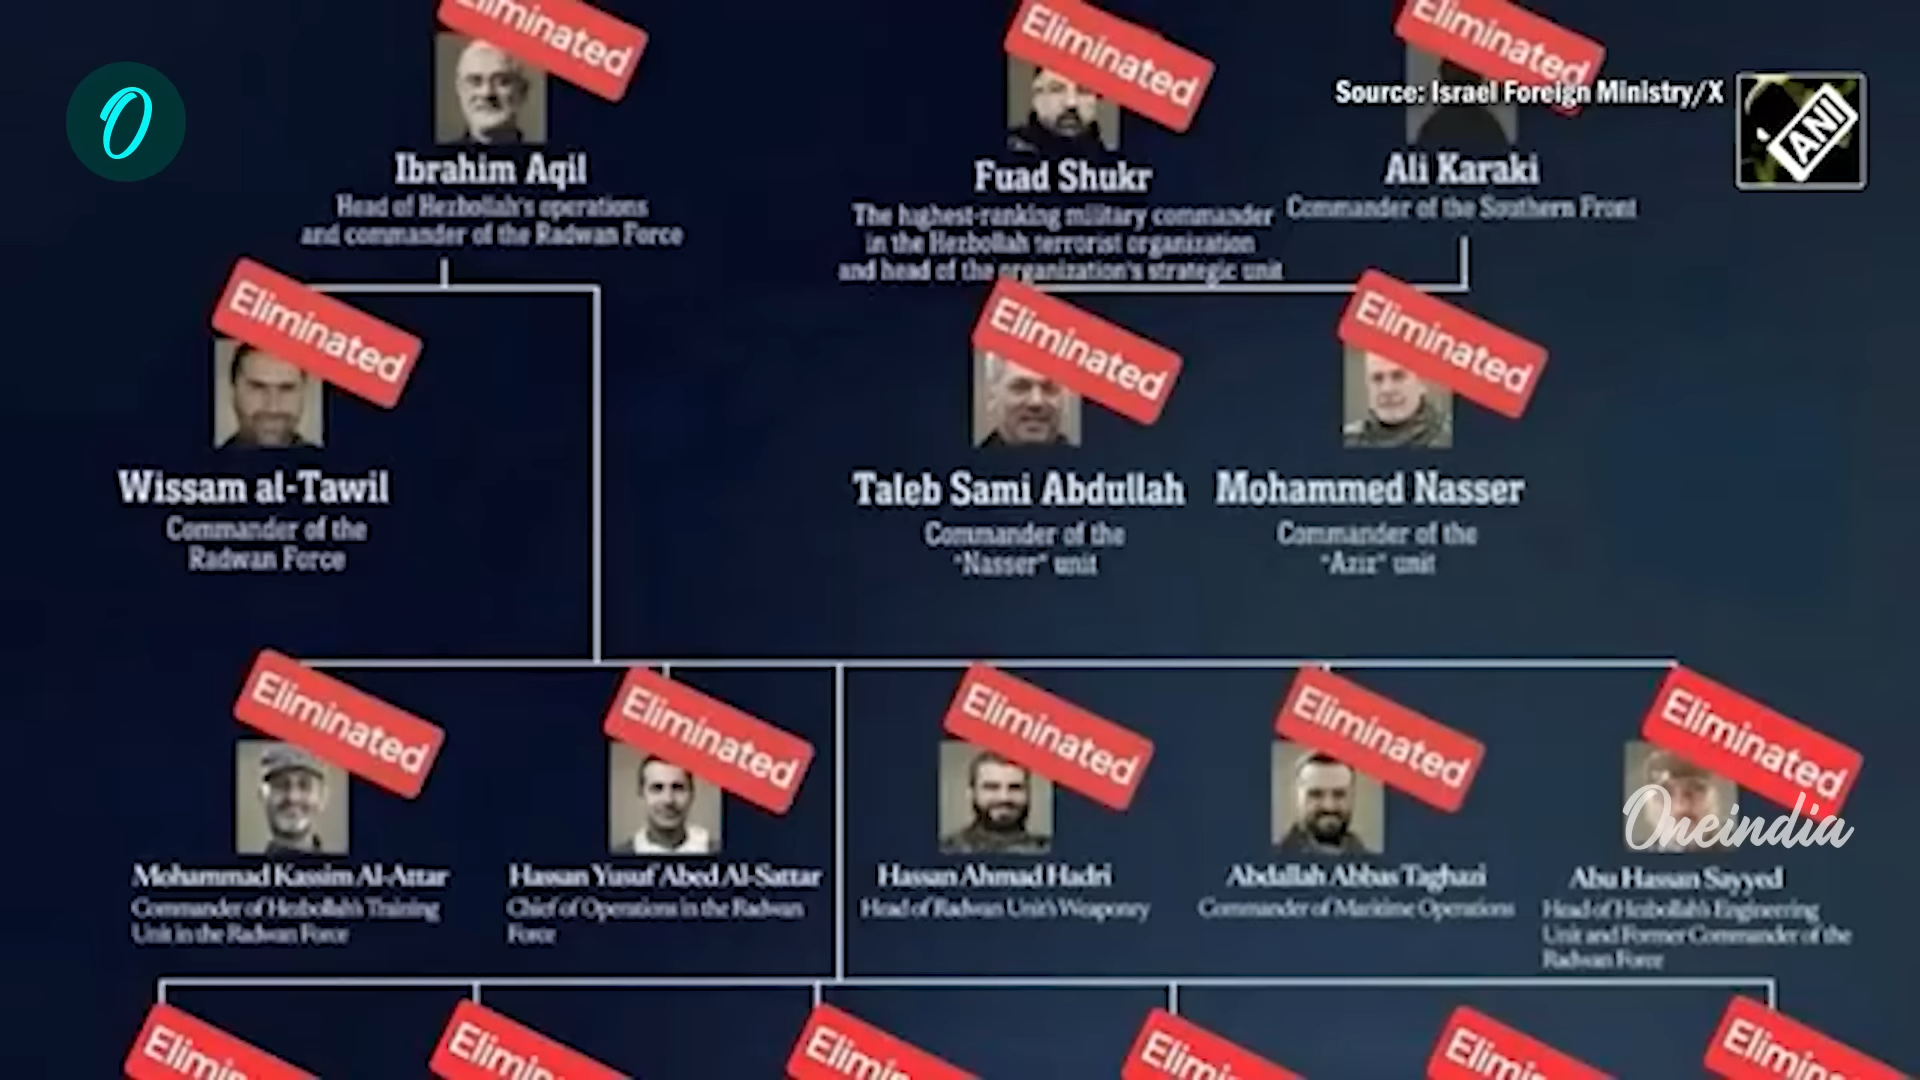 Eliminated
Eliminated
Eliminated
Source: Israel Foreign Ministry/X
ANI
Ibrahim Aqil
Head of Hezbollah's operations
and commander of the Radwan Force
Fuad Shukr
The highest-ranking military commander
in the Hezbollah terrorist organization
and head of the organization's strategic unit
Ali Karaki
Commander of the Southern Front
Eliminated
Eliminated
Eliminated
Wissam al-Tawil
Commander of the
Radwan Force
Taleb Sami Abdullah
Commander of the
"Nasser" unit
Mohammed Nasser
Commander of the
"Aziz" unit
Eliminated
Eliminated
Eliminated
Eliminated
Eliminated
Oneindia
Mohammad Kassim Al-Attar
Commander of Hezbollah's Training
Unit in the Radwan Force
Hassan Yusuf Abed Al-Sattar
Chief of Operations in the Radwan
Force
Hassan Ahmad Hadri
Head of Radwan Unit's Weaponry
Abdallah Abbas Taghazi
Commander of Maritime Operations
Abu Hassan Sayyed
Head of Hezbollah's Engineering
Unit and Former Commander of the
Radwan Force
Elimin
Elimin
Elimin
Elimin
Elimin
Elimin